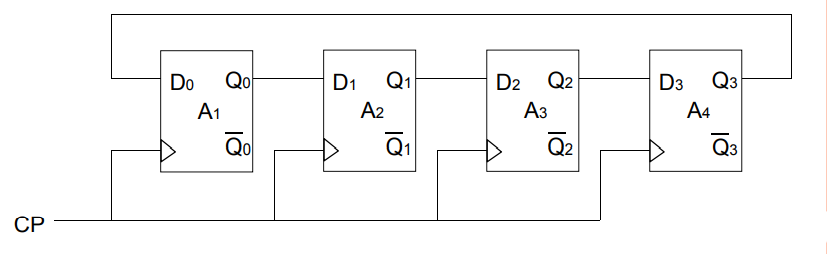 D0 Q0 D1 Q1 D2 Q2 D3 Q3
A1 A2 A3 A4
Q̅0 Q̅1 Q̅2 Q̅3
CP